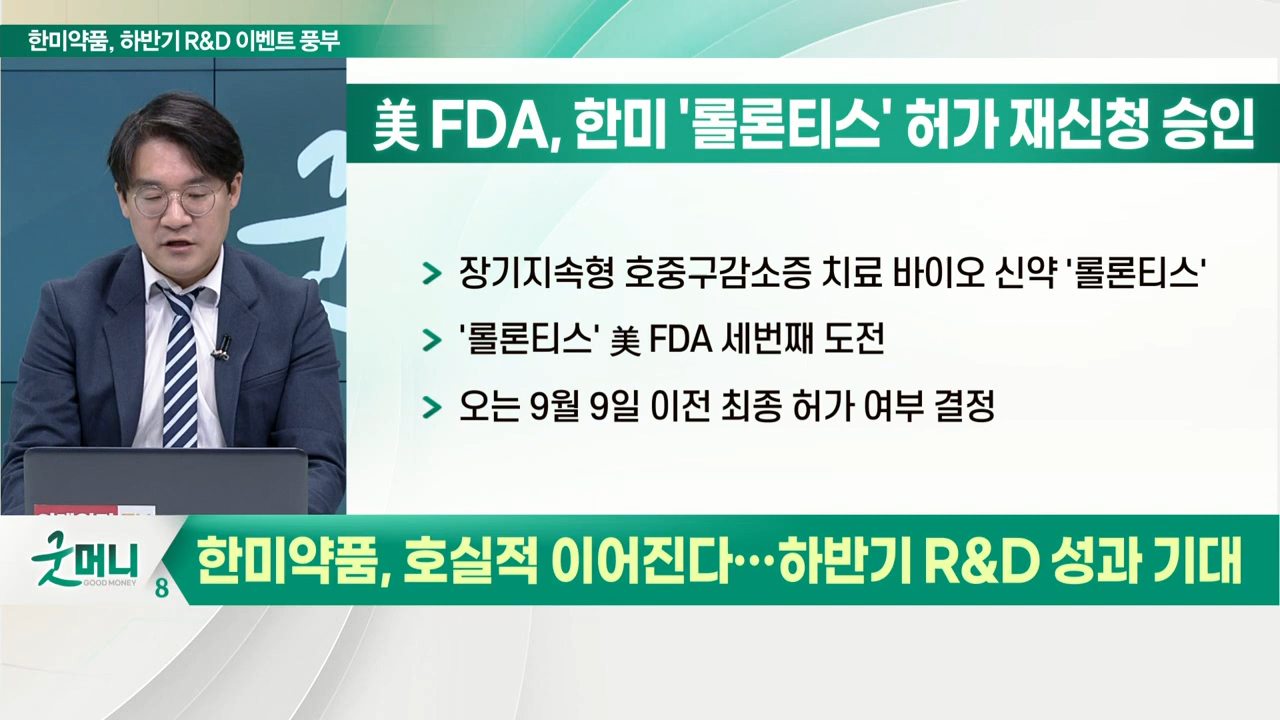 한미약품, 하반기 R&D 이벤트 풍부
美 FDA, 한미 '롤론티스' 허가 재신청 승인
> 장기지속형 호중구감소증 치료 바이오 신약 '롤론티스'
> '롤론티스' 美 FDA 세번째 도전
> 오는 9월 9일 이전 최종 허가 여부 결정
굿머니
GOOD MONEY
8
한미약품, 호실적 이어진다…하반기 R&D 성과 기대